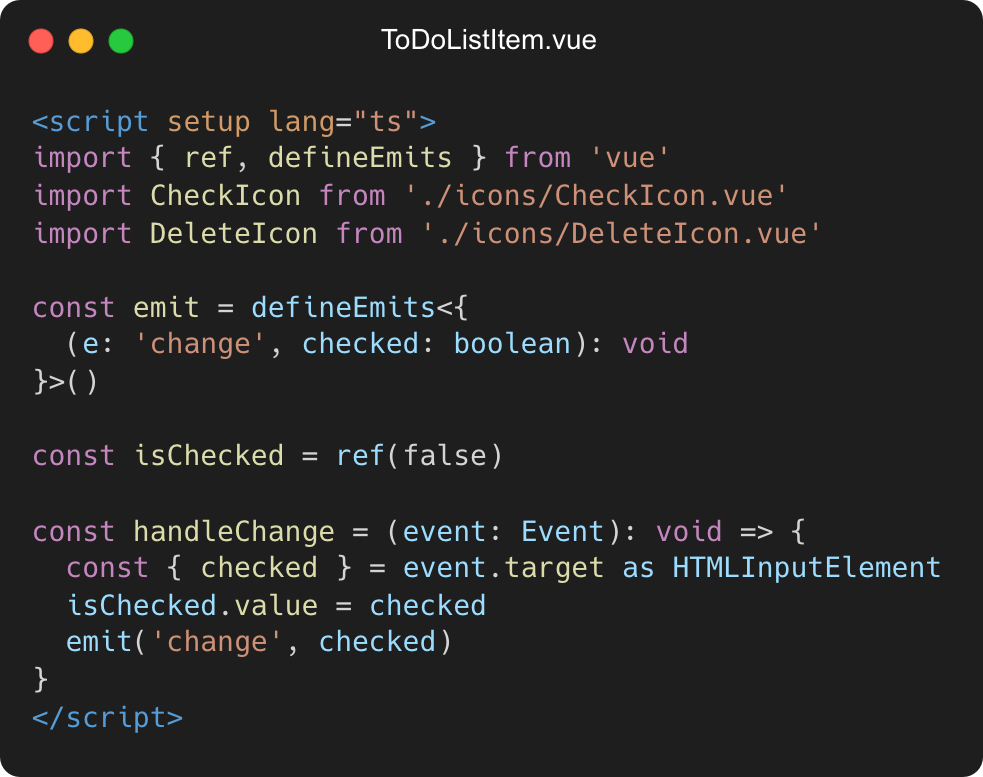 ToDoListItem.vue
<script setup lang="ts">
import { ref, defineEmits } from 'vue'
import CheckIcon from './icons/CheckIcon.vue'
import DeleteIcon from './icons/DeleteIcon.vue'

const emit = defineEmits<{
  (e: 'change', checked: boolean): void
}>()

const isChecked = ref(false)

const handleChange = (event: Event): void => {
  const { checked } = event.target as HTMLInputElement
  isChecked.value = checked
  emit('change', checked)
}
</script>